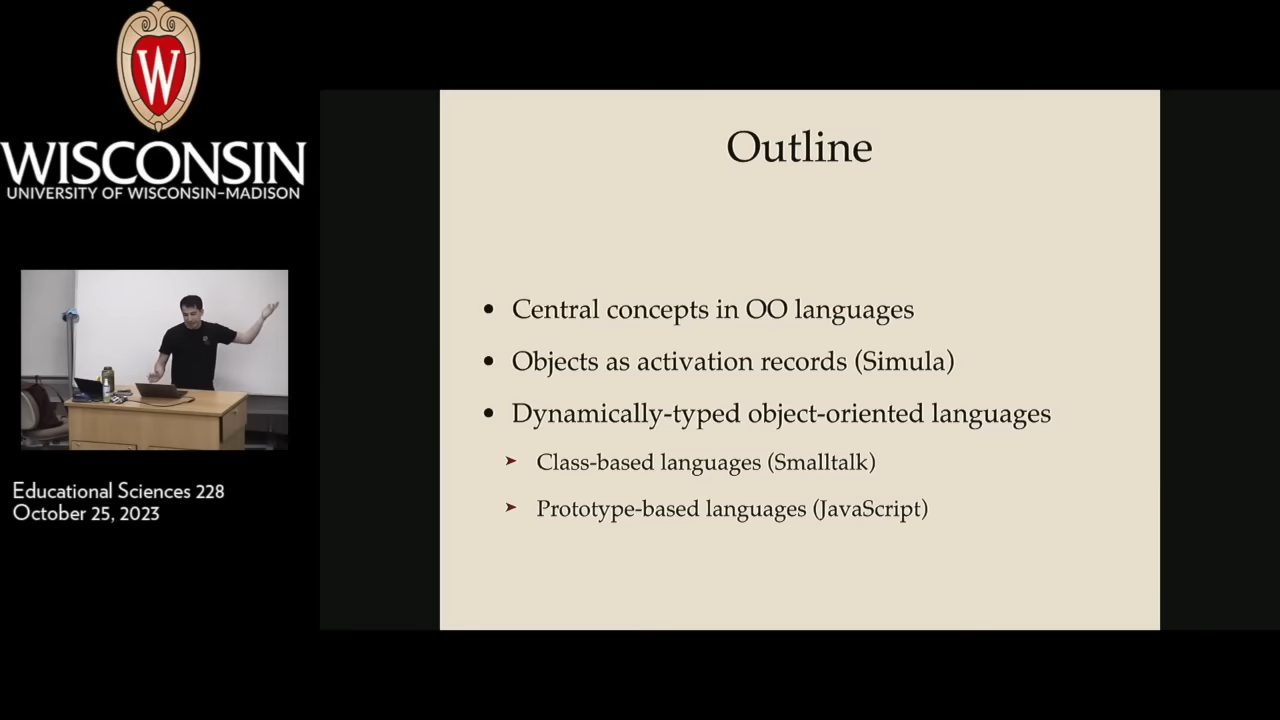 W
WISCONSIN
UNIVERSITY OF WISCONSIN–MADISON
Educational Sciences 228
October 25, 2023
Outline
• Central concepts in OO languages
• Objects as activation records (Simula)
• Dynamically-typed object-oriented languages
➤ Class-based languages (Smalltalk)
➤ Prototype-based languages (JavaScript)